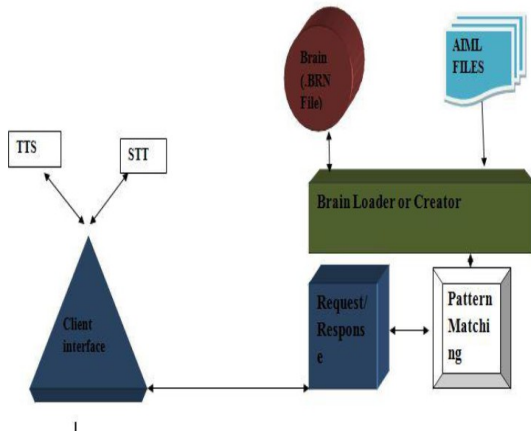 Brain
(.BRN
File)
AIML
FILES
TTS
STT
Brain Loader or Creator
Client
interface
Request/
Respons
e
Pattern
Matchi
ng